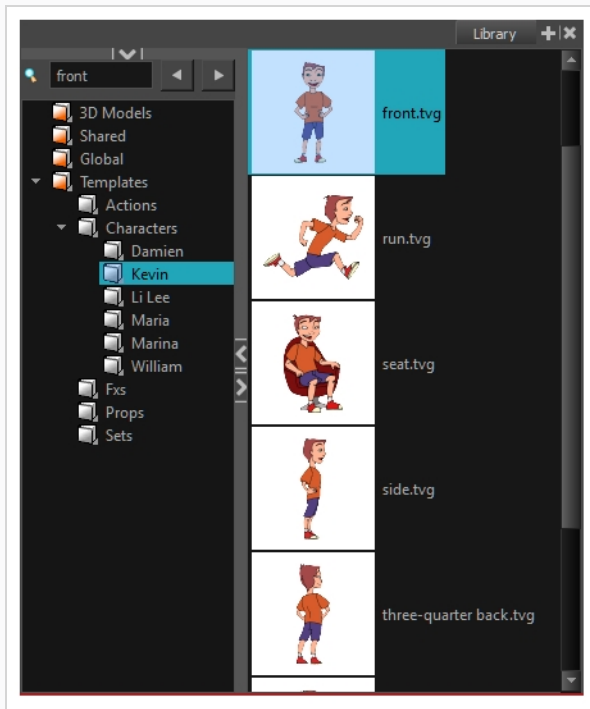 Library
front
3D Models
Shared
Global
Templates
Actions
Characters
Damien
Kevin
Li Lee
Maria
Marina
William
Fxs
Props
Sets
front.tvg
run.tvg
seat.tvg
side.tvg
three-quarter back.tvg